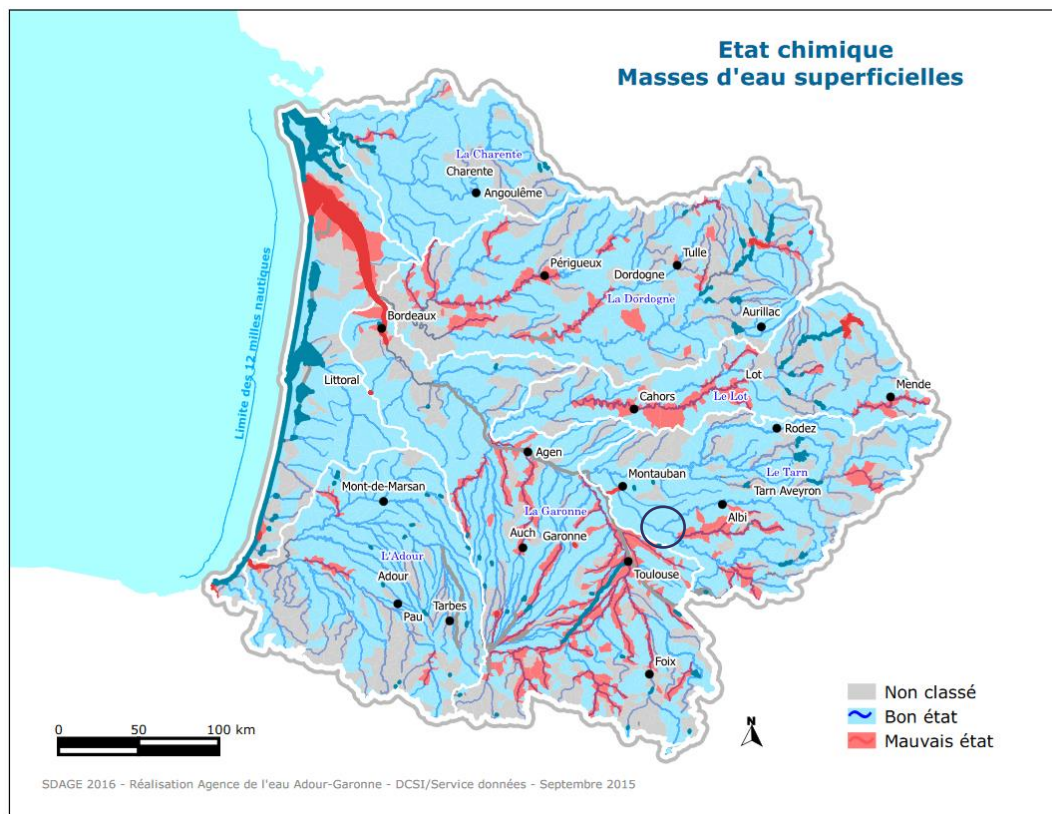 Etat chimique
Masses d'eau superficielles
La Charente
Charente
Angoulême
Limite des 12 milles nautiques
Périgueux
Tulle
Dordogne
La Dordogne
Bordeaux
Aurillac
Littoral
Lot
Mende
Cahors
Le Lot
Rodez
Agen
Le Tarn
Montauban
Mont-de-Marsan
Tarn Aveyron
La Garonne
Albi
Auch
Garonne
L'Adour
Toulouse
Adour
Tarbes
Pau
Foix
Non classé
Bon état
Mauvais état
0 50 100 km
N
SDAGE 2016 - Réalisation Agence de l'eau Adour-Garonne - DCSI/Service données - Septembre 2015